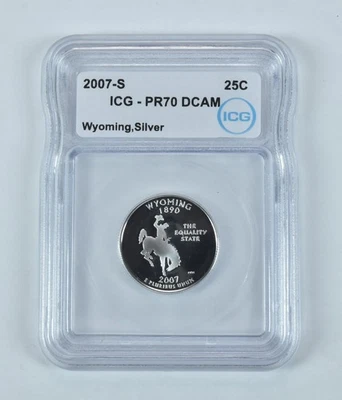 2007-S 25C
ICG - PR70 DCAM
Wyoming,Silver
ICG
WYOMING
1890
THE
EQUALITY
STATE
2007
E PLURIBUS UNUM